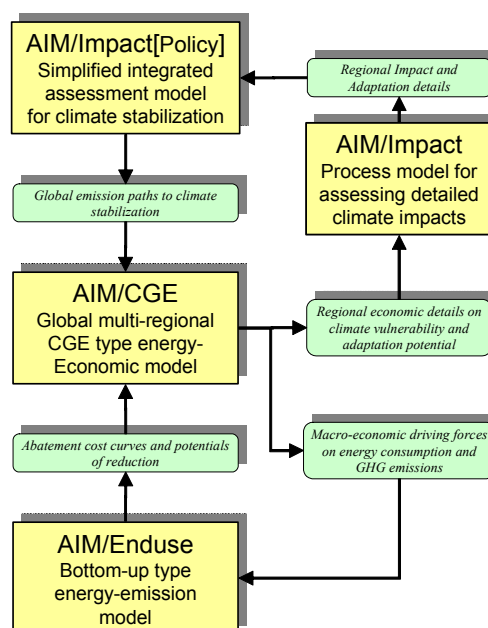 AIM/Impact[Policy]
Simplified integrated
assessment model
for climate stabilization
Regional Impact and
Adaptation details
AIM/Impact
Process model for
assessing detailed
climate impacts
Global emission paths to climate
stabilization
AIM/CGE
Global multi-regional
CGE type energy-
Economic model
Regional economic details on
climate vulnerability and
adaptation potential
Abatement cost curves and potentials
of reduction
Macro-economic driving forces
on energy consumption and
GHG emissions
AIM/Enduse
Bottom-up type
energy-emission
model